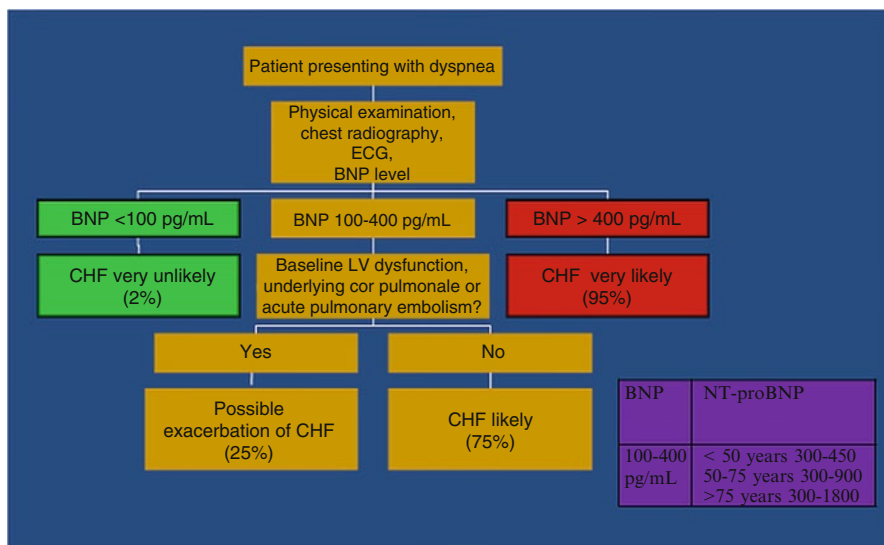 Patient presenting with dyspnea
Physical examination,
chest radiography,
ECG,
BNP level
BNP <100 pg/mL
BNP 100-400 pg/mL
BNP > 400 pg/mL
CHF very unlikely
(2%)
Baseline LV dysfunction,
underlying cor pulmonale or
acute pulmonary embolism?
CHF very likely
(95%)
Yes
No
Possible
exacerbation of CHF
(25%)
CHF likely
(75%)
BNP
NT-proBNP
100-400
pg/mL
< 50 years 300-450
50-75 years 300-900
>75 years 300-1800